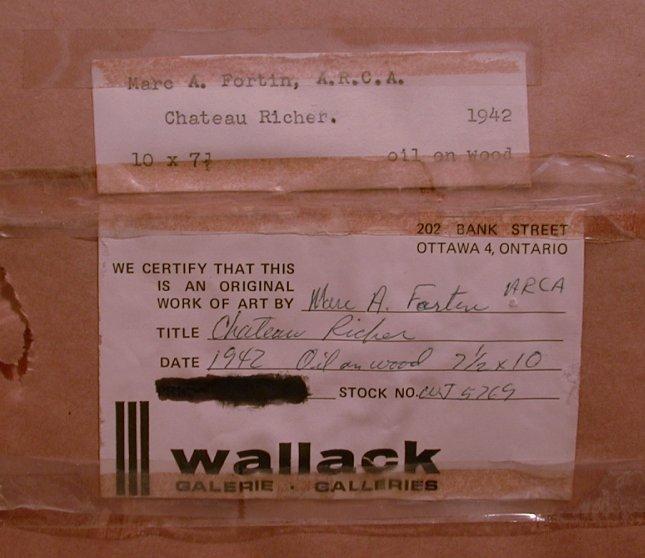 Marc A. Fortin, A.R.C.A.
Chateau Richer. 1942
10 x 7½ oil on wood
202 BANK STREET
OTTAWA 4, ONTARIO
WE CERTIFY THAT THIS
IS AN ORIGINAL
WORK OF ART BY Marc A. Fortin ARCA
TITLE Chateau Richer
DATE 1942 Oil on wood 7½ x 10
STOCK NO. 5769
wallack
GALERIE · GALLERIES